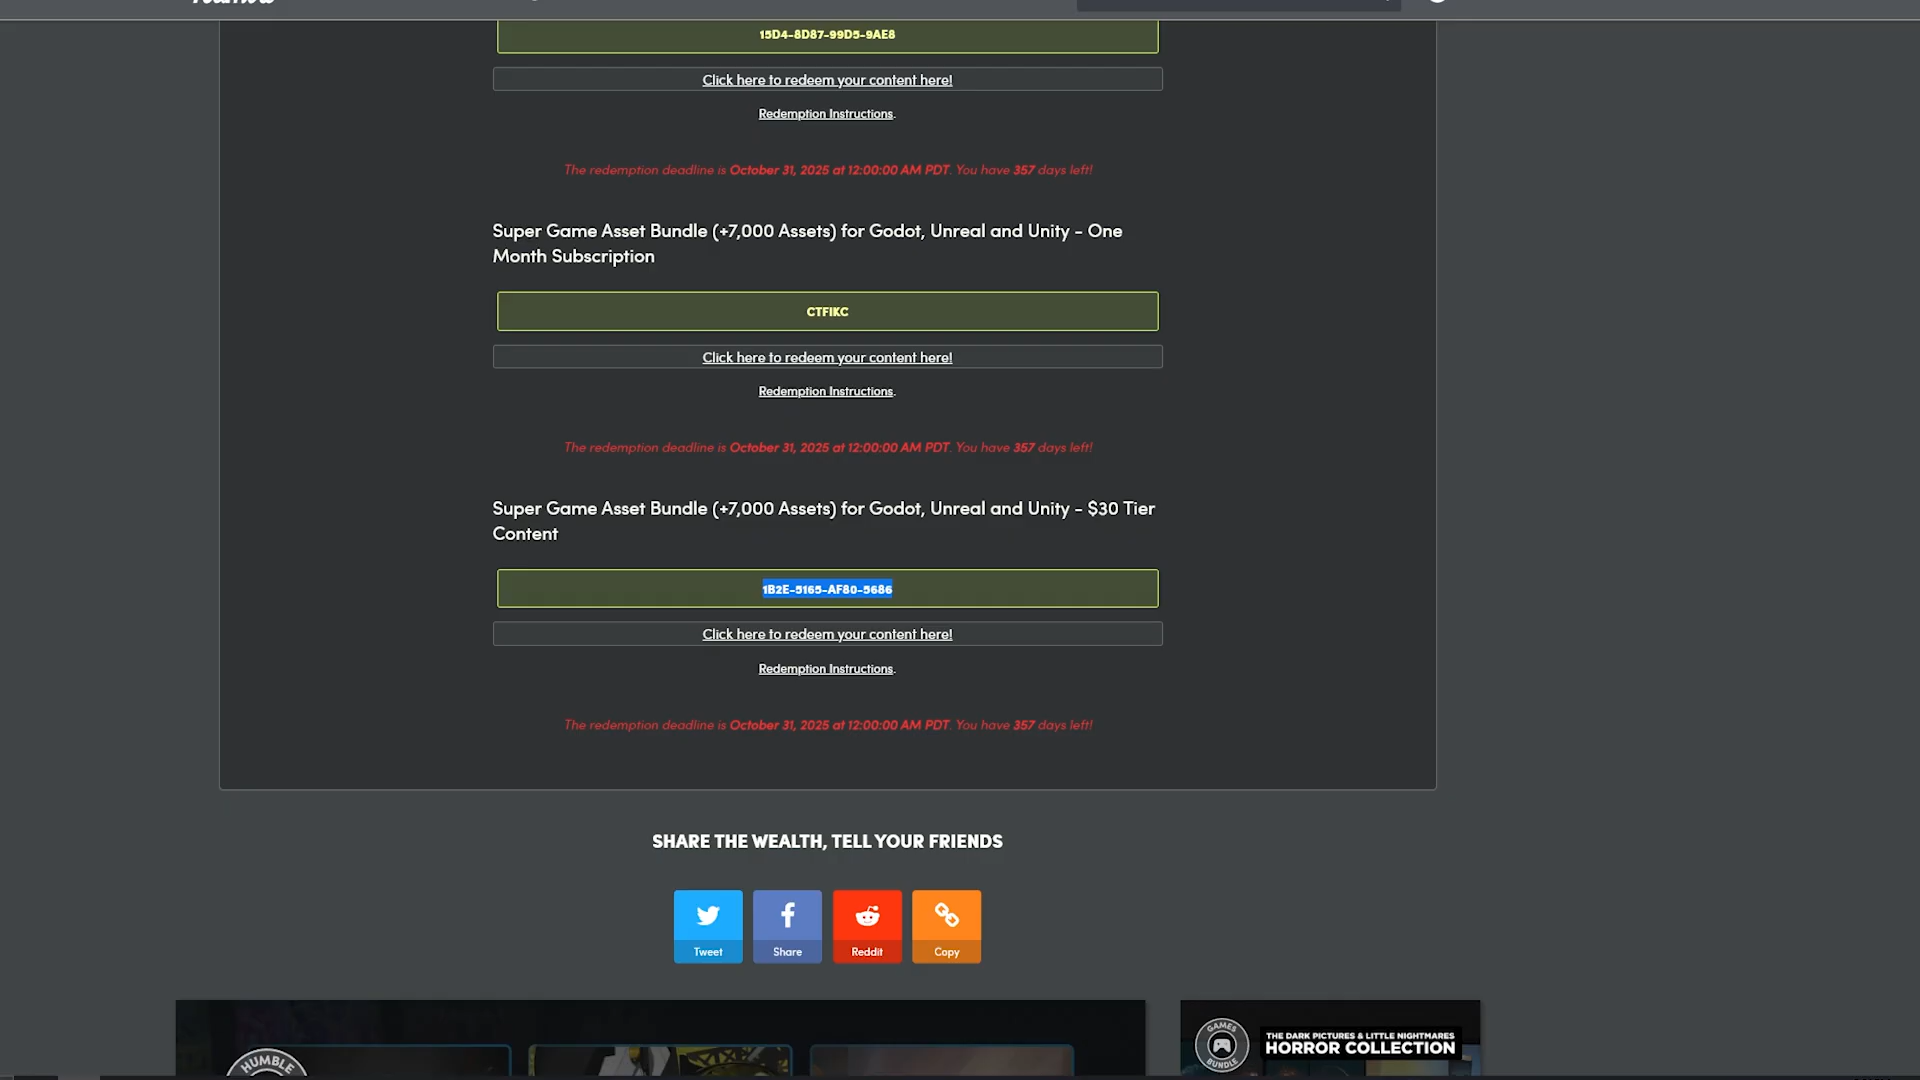 15D4-8D87-99D5-9AE8
Click here to redeem your content here!
Redemption Instructions.
The redemption deadline is October 31, 2025 at 12:00:00 AM PDT. You have 357 days left!
Super Game Asset Bundle (+7,000 Assets) for Godot, Unreal and Unity - One
Month Subscription
CTFIKC
Click here to redeem your content here!
Redemption Instructions.
The redemption deadline is October 31, 2025 at 12:00:00 AM PDT. You have 357 days left!
Super Game Asset Bundle (+7,000 Assets) for Godot, Unreal and Unity - $30 Tier
Content
1B2E-5165-AF80-5686
Click here to redeem your content here!
Redemption Instructions.
The redemption deadline is October 31, 2025 at 12:00:00 AM PDT. You have 357 days left!
SHARE THE WEALTH, TELL YOUR FRIENDS
Tweet
Share
Reddit
Copy
HUMBLE
GAMES
BUNDLE
THE DARK PICTURES & LITTLE NIGHTMARES
HORROR COLLECTION